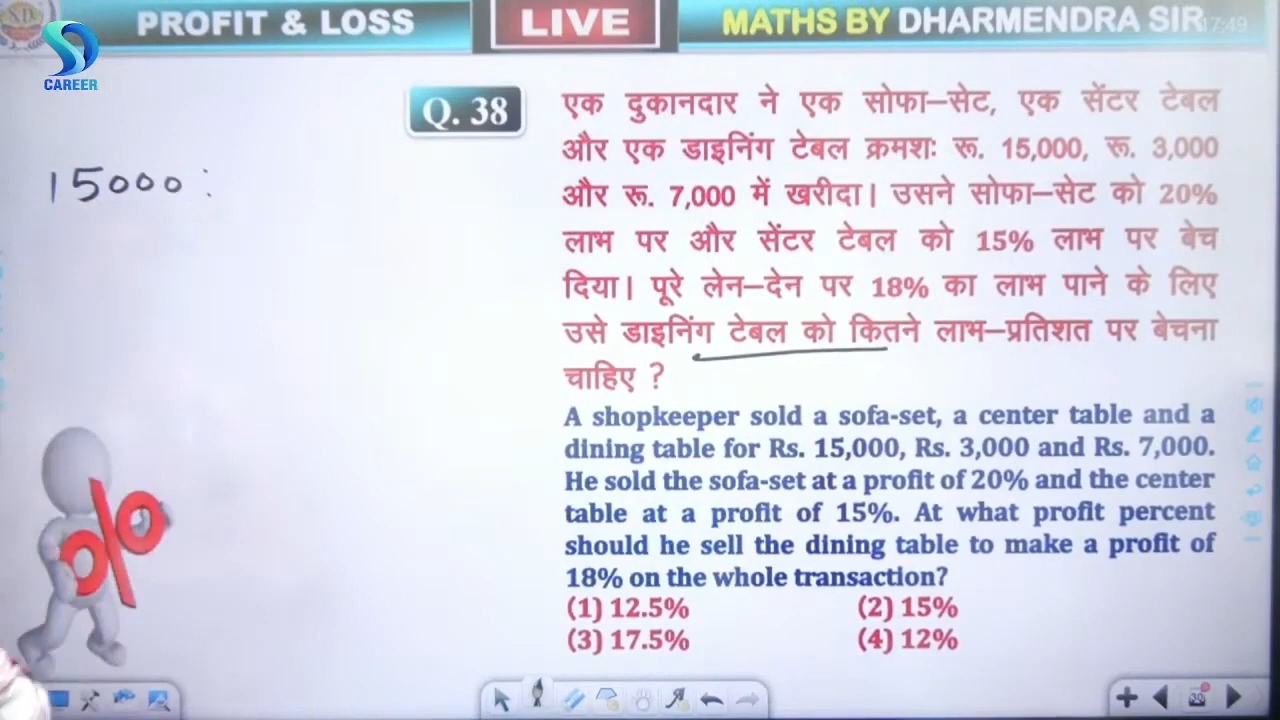 PROFIT & LOSS
LIVE
MATHS BY DHARMENDRA SIR
17:49
CAREER
Q. 38
15000:
एक दुकानदार ने एक सोफा–सेट, एक सेंटर टेबल
और एक डाइनिंग टेबल क्रमशः रू. 15,000, रू. 3,000
और रू. 7,000 में खरीदा। उसने सोफा–सेट को 20%
लाभ पर और सेंटर टेबल को 15% लाभ पर बेच
दिया। पूरे लेन–देन पर 18% का लाभ पाने के लिए
उसे डाइनिंग टेबल को कितने लाभ–प्रतिशत पर बेचना
चाहिए ?
A shopkeeper sold a sofa-set, a center table and a
dining table for Rs. 15,000, Rs. 3,000 and Rs. 7,000.
He sold the sofa-set at a profit of 20% and the center
table at a profit of 15%. At what profit percent
should he sell the dining table to make a profit of
18% on the whole transaction?
(1) 12.5% (2) 15%
(3) 17.5% (4) 12%